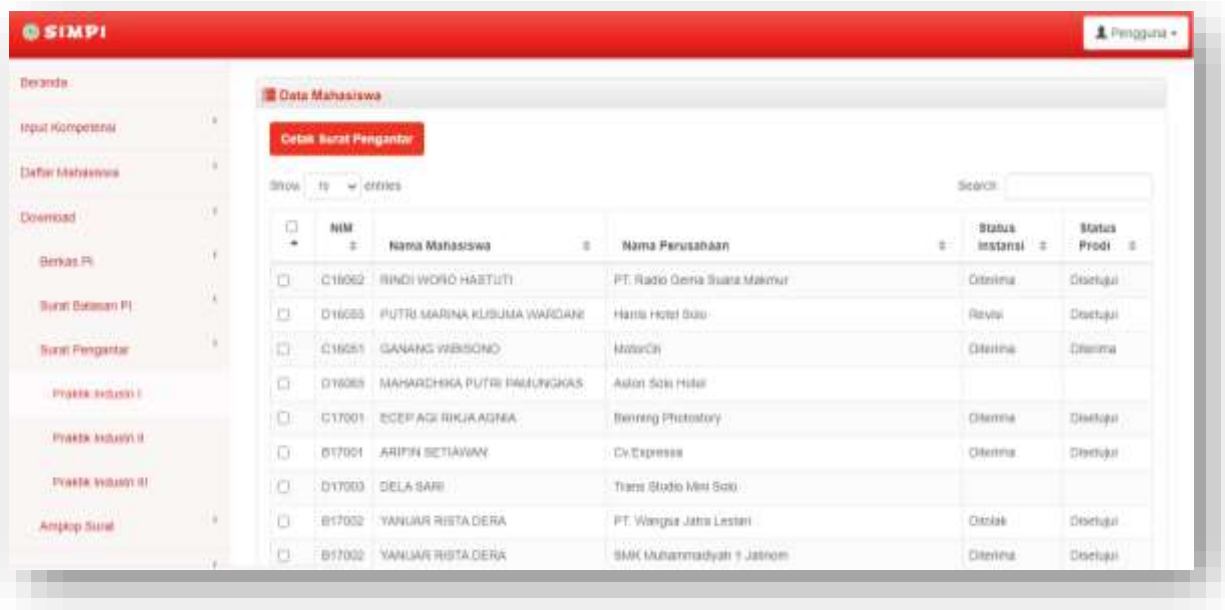 SIMPI
Pengguna
Beranda
Input Kompetensi
Daftar Mahasiswa
Download
Berkas PI
Surat Balasan PI
Surat Pengantar
Praktik Industri I
Praktik Industri II
Praktik Industri III
Amplop Surat
Data Mahasiswa
Cetak Surat Pengantar
Show 10 entries
Search:
NIM Nama Mahasiswa Nama Perusahaan Status Instansi Status Prodi
RINDI WORO HASTUTI PT. Radio Gema Suara Makmur Diterima Disetujui
PUTRI MARINA KUSUMA WARDANI Harris Hotel Solo Revisi Disetujui
C16051 GANANG WIBISONO Diterima Diterima
MAHARDHIKA PUTRI PAMUNGKAS Aston Solo Hotel
C17001 ECEP AGI RIKJA AGNIA Benning Photostory Diterima Disetujui
B17001 ARIFIN SETIAWAN Cv.Expressa Diterima Disetujui
D17003 DELA SARI Trans Studio Mini Solo
B17002 YANUAR RISTA DERA PT. Wangsa Jatra Lestari Ditolak Disetujui
B17002 YANUAR RISTA DERA SMK Muhammadiyah 1 Jatinom Diterima Disetujui